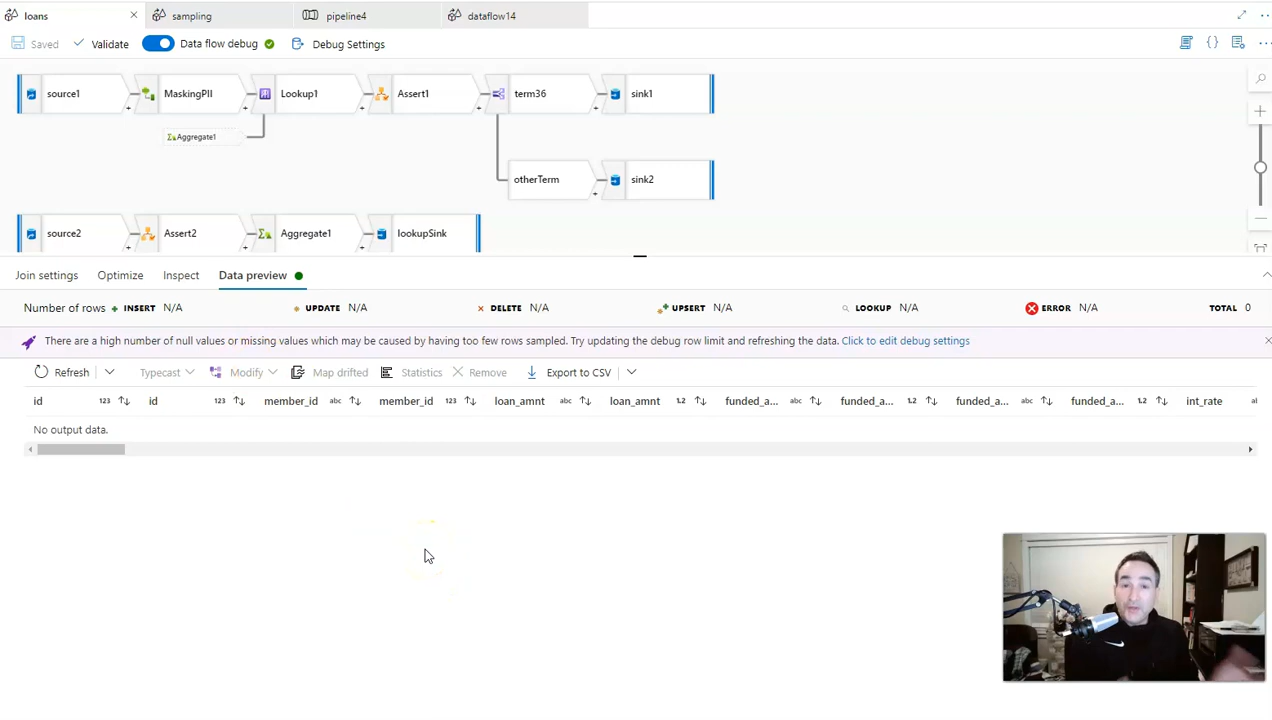 loans
sampling
pipeline4
dataflow14
Saved
Validate
Data flow debug
Debug Settings
source1
MaskingPII
Lookup1
Assert1
term36
sink1
Aggregate1
otherTerm
sink2
source2
Assert2
Aggregate1
lookupSink
Join settings
Optimize
Inspect
Data preview
Number of rows INSERT N/A UPDATE N/A DELETE N/A UPSERT N/A LOOKUP N/A ERROR N/A TOTAL 0
There are a high number of null values or missing values which may be caused by having too few rows sampled. Try updating the debug row limit and refreshing the data. Click to edit debug settings
Refresh Typecast Modify Map drifted Statistics Remove Export to CSV
id 123 id 123 member_id abc member_id 123 loan_amnt abc loan_amnt 1.2 funded_a... abc funded_a... 1.2 funded_a... abc funded_a... 1.2 int_rate
No output data.